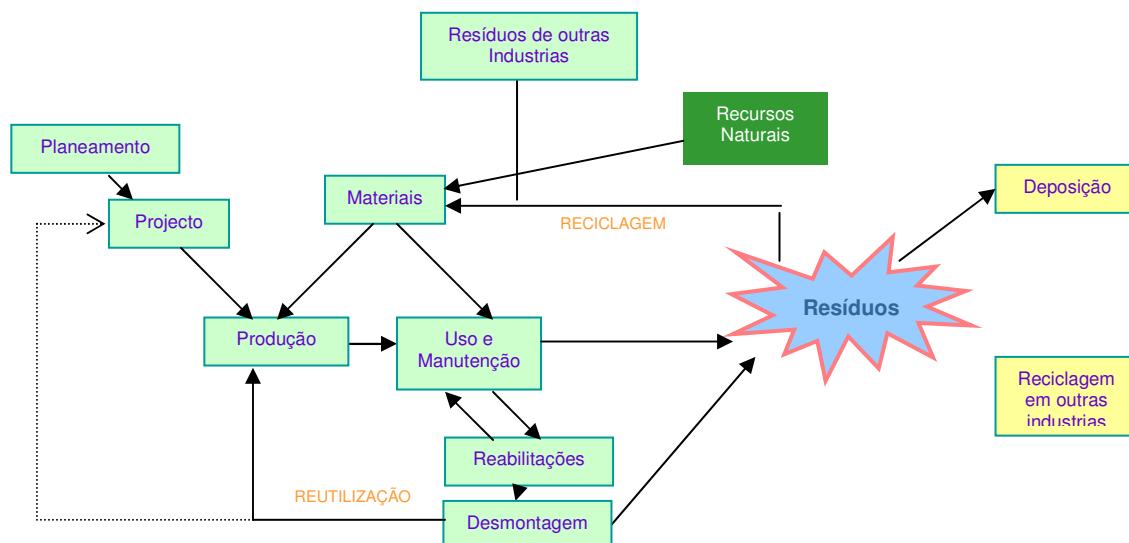 Resíduos de outras
Industrias
Recursos
Naturais
Planeamento
Materiais
Deposição
Projecto
RECICLAGEM
Resíduos
Produção
Uso e
Manutenção
Reciclagem
em outras
industrias
Reabilitações
REUTILIZAÇÃO
Desmontagem